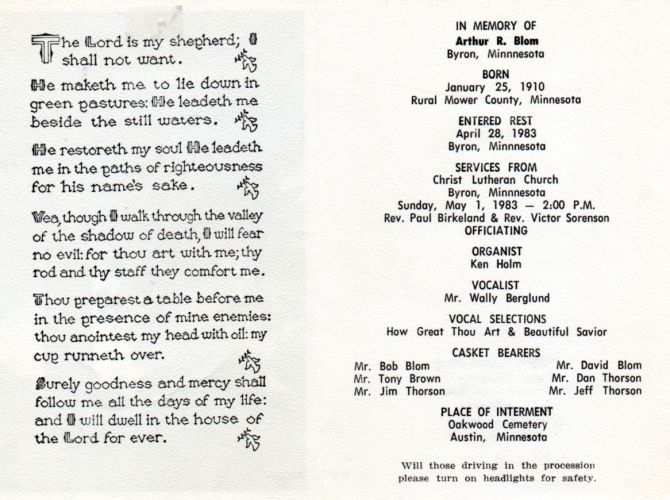 The Lord is my shepherd; I
shall not want.
He maketh me to lie down in
green pastures: He leadeth me
beside the still waters.
He restoreth my soul He leadeth
me in the paths of righteousness
for his name's sake.
Yea, though I walk through the valley
of the shadow of death, I will fear
no evil: for thou art with me; thy
rod and thy staff they comfort me.
Thou preparest a table before me
in the presence of mine enemies:
thou anointest my head with oil: my
cup runneth over.
Surely goodness and mercy shall
follow me all the days of my life:
and I will dwell in the house of
the Lord for ever.
IN MEMORY OF
Arthur R. Blom
Byron, Minnnesota
BORN
January 25, 1910
Rural Mower County, Minnesota
ENTERED REST
April 28, 1983
Byron, Minnnesota
SERVICES FROM
Christ Lutheran Church
Byron, Minnnesota
Sunday, May 1, 1983 — 2:00 P.M.
Rev. Paul Birkeland & Rev. Victor Sorenson
OFFICIATING
ORGANIST
Ken Holm
VOCALIST
Mr. Wally Berglund
VOCAL SELECTIONS
How Great Thou Art & Beautiful Savior
CASKET BEARERS
Mr. Bob Blom Mr. David Blom
Mr. Tony Brown Mr. Dan Thorson
Mr. Jim Thorson Mr. Jeff Thorson
PLACE OF INTERMENT
Oakwood Cemetery
Austin, Minnesota
Will those driving in the procession
please turn on headlights for safety.